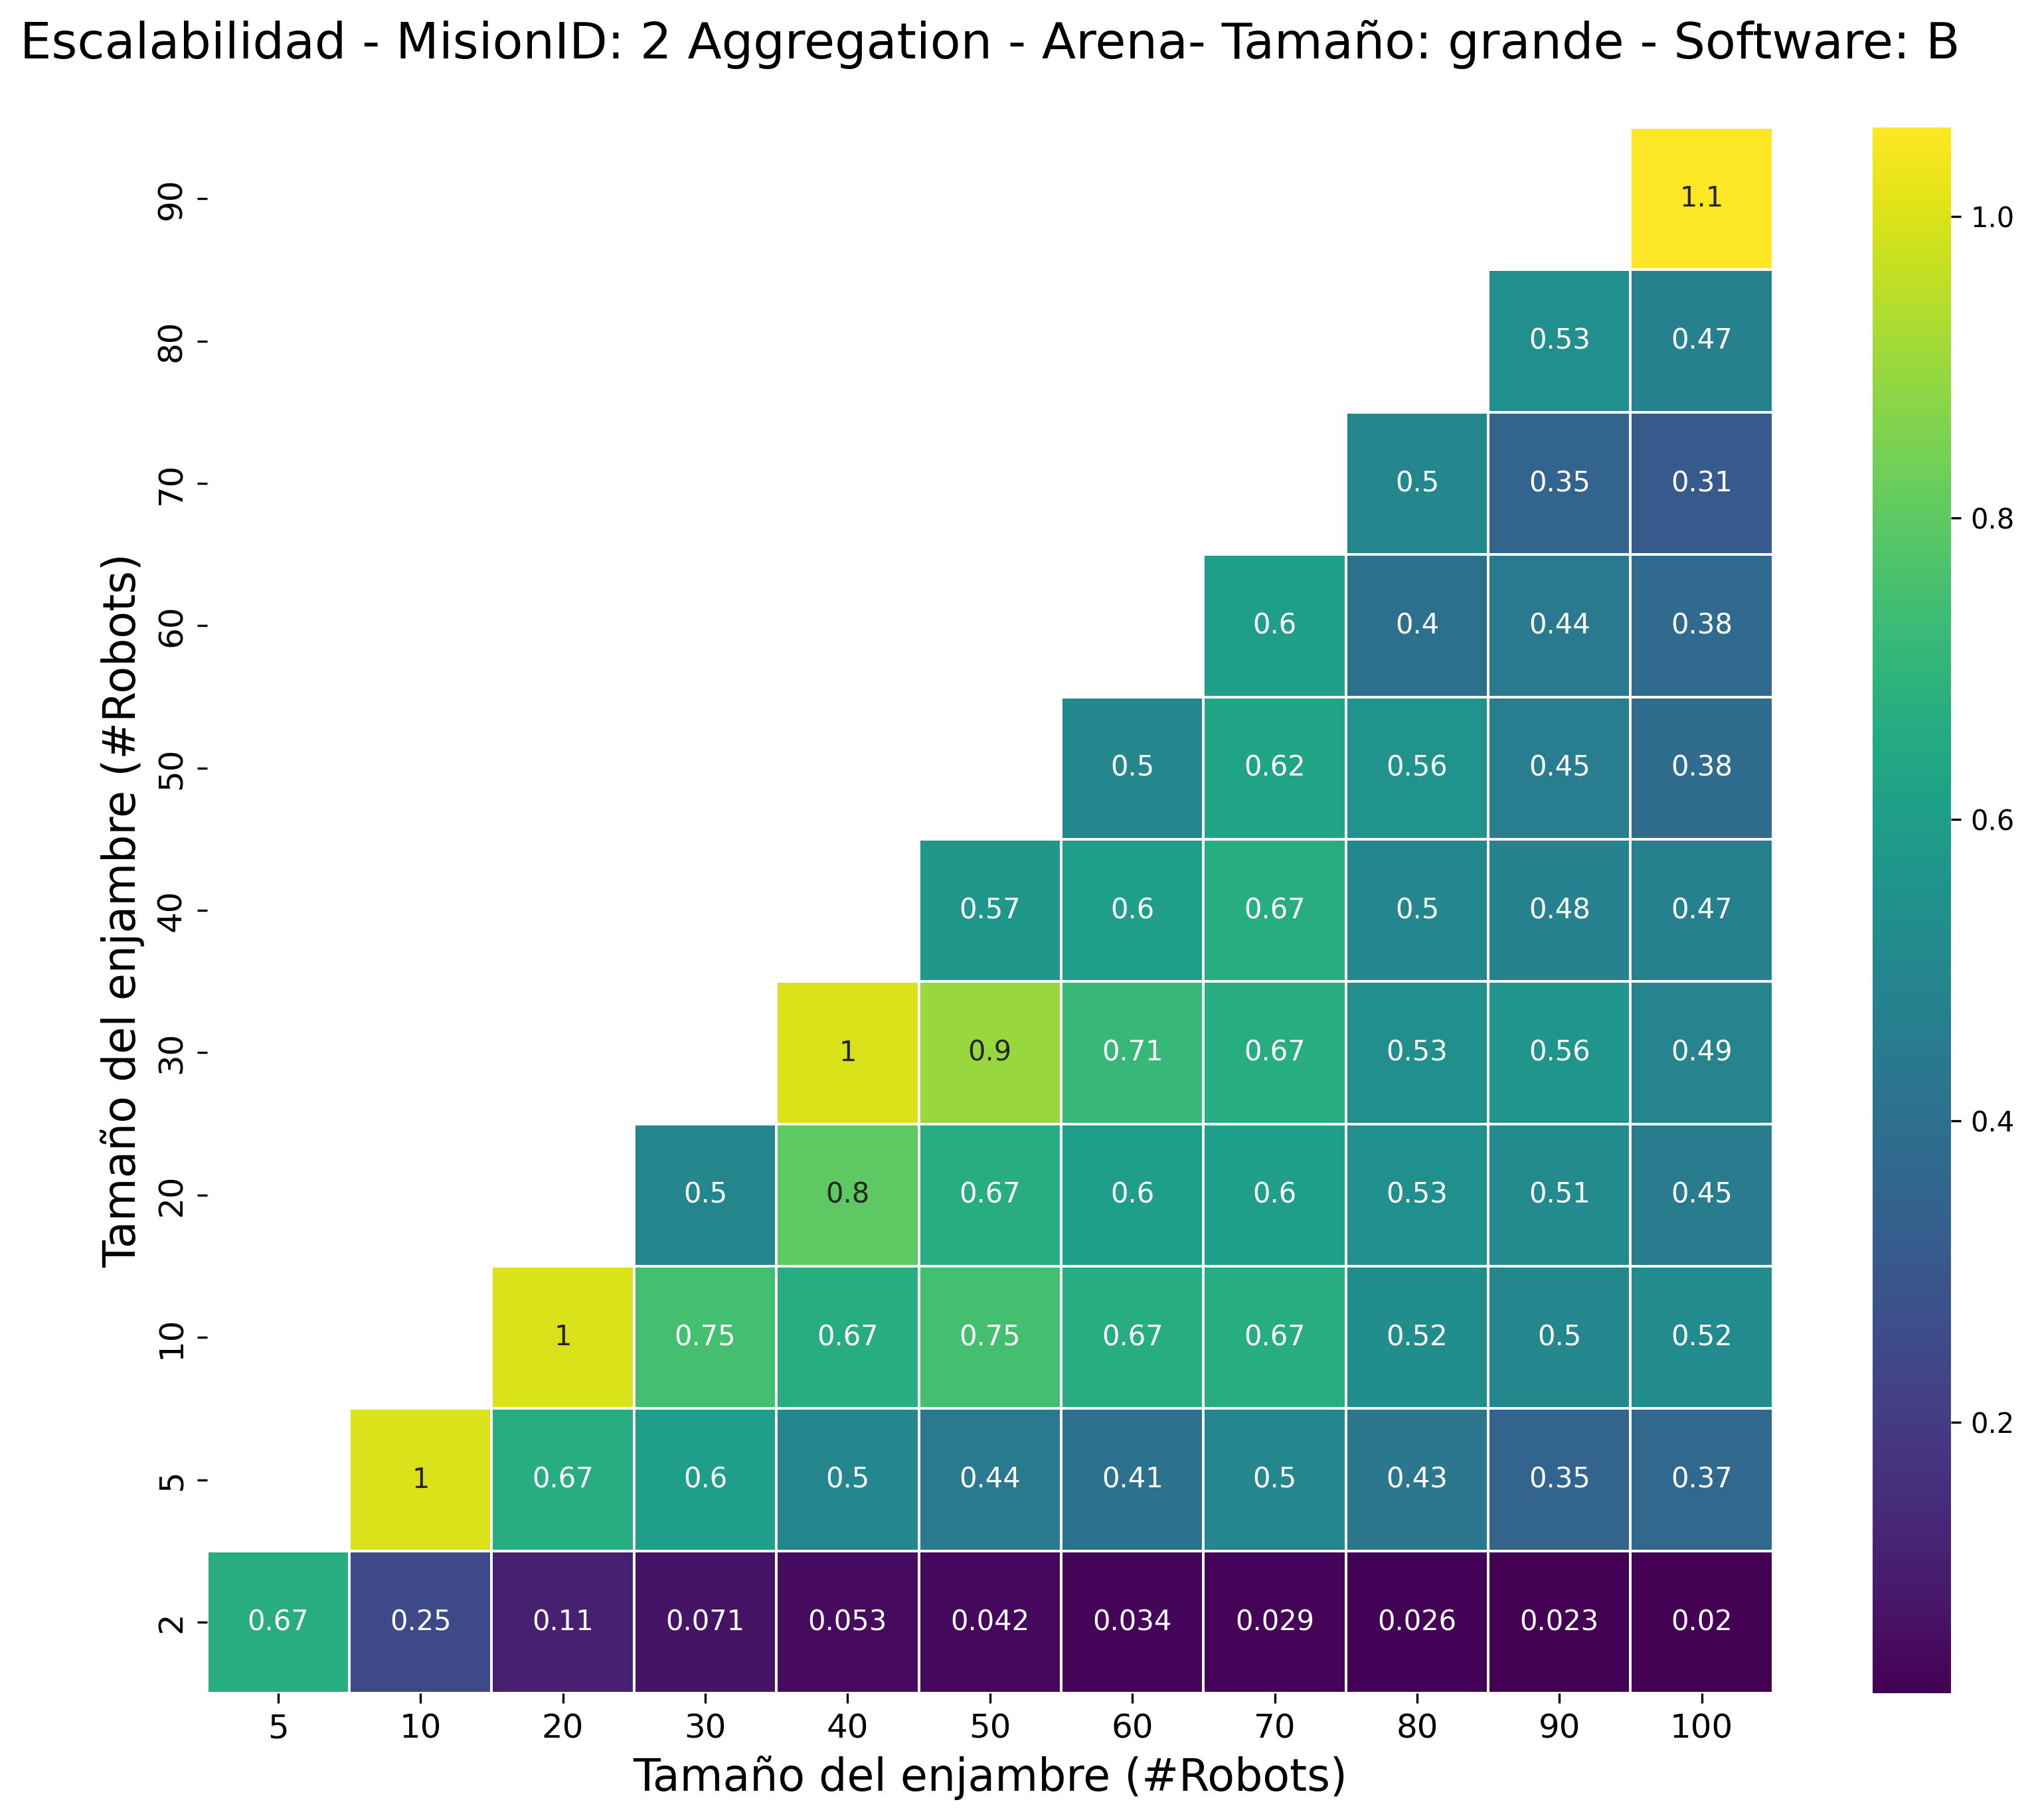 Escalabilidad - MisionID: 2 Aggregation - Arena- Tamaño: grande - Software: B
Tamaño del enjambre (#Robots)
90 1.1
80 0.53 0.47
70 0.5 0.35 0.31
60 0.6 0.4 0.44 0.38
50 0.5 0.62 0.56 0.45 0.38
40 0.57 0.6 0.67 0.5 0.48 0.47
30 1 0.9 0.71 0.67 0.53 0.56 0.49
20 0.5 0.8 0.67 0.6 0.6 0.53 0.51 0.45
10 1 0.75 0.67 0.75 0.67 0.67 0.52 0.5 0.52
5 1 0.67 0.6 0.5 0.44 0.41 0.5 0.43 0.35 0.37
2 0.67 0.25 0.11 0.071 0.053 0.042 0.034 0.029 0.026 0.023 0.02
5 10 20 30 40 50 60 70 80 90 100
Tamaño del enjambre (#Robots)
1.0
0.8
0.6
0.4
0.2